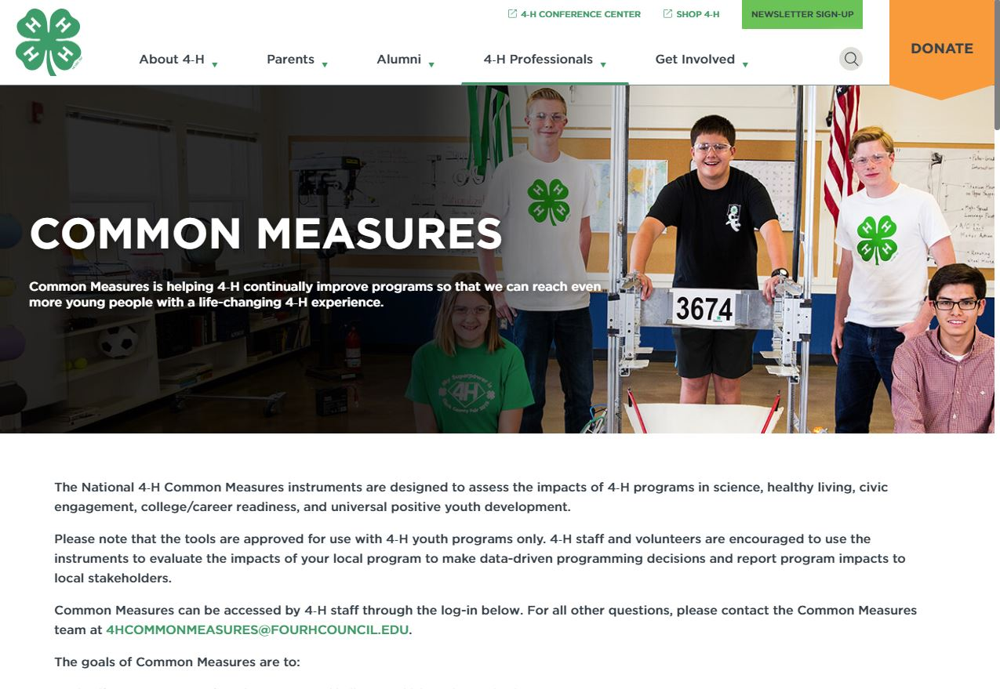 4-H CONFERENCE CENTER
SHOP 4-H
NEWSLETTER SIGN-UP
DONATE
H H
H H
About 4-H
Parents
Alumni
4-H Professionals
Get Involved
H H
H H
H H
H H
COMMON MEASURES
Common Measures is helping 4-H continually improve programs so that we can reach even
more young people with a life-changing 4-H experience.
3674
My Superpower is
4-H
The National 4-H Common Measures instruments are designed to assess the impacts of 4-H programs in science, healthy living, civic
engagement, college/career readiness, and universal positive youth development.
Please note that the tools are approved for use with 4-H youth programs only. 4-H staff and volunteers are encouraged to use the
instruments to evaluate the impacts of your local program to make data-driven programming decisions and report program impacts to
local stakeholders.
Common Measures can be accessed by 4-H staff through the log-in below. For all other questions, please contact the Common Measures
team at 4HCOMMONMEASURES@FOURHCOUNCIL.EDU.
The goals of Common Measures are to: